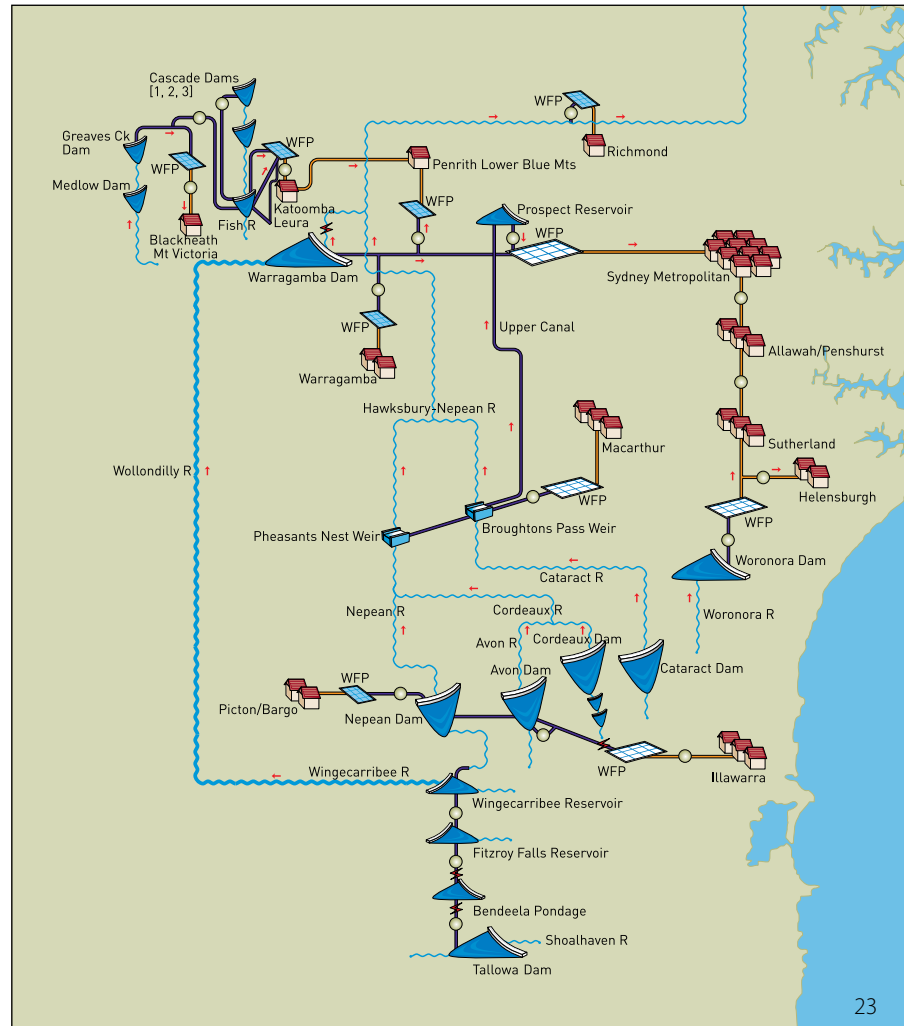 Cascade Dams
[1, 2, 3]
WFP
Greaves Ck
Dam
WFP
Richmond
WFP
Penrith Lower Blue Mts
Medlow Dam
Katoomba
Leura
WFP
Prospect Reservoir
Fish R
Blackheath
Mt Victoria
WFP
Warragamba Dam
Sydney Metropolitan
WFP
Upper Canal
Allawah/Penshurst
Warragamba
Hawksbury-Nepean R
Macarthur
Sutherland
Wollondilly R
Helensburgh
WFP
WFP
Pheasants Nest Weir
Broughtons Pass Weir
Woronora Dam
Cataract R
Nepean R
Cordeaux R
Woronora R
Avon R
Cordeaux Dam
Avon Dam
Cataract Dam
WFP
Picton/Bargo
Nepean Dam
WFP
Illawarra
Wingecarribee R
Wingecarribee Reservoir
Fitzroy Falls Reservoir
Bendeela Pondage
Shoalhaven R
Tallowa Dam
23